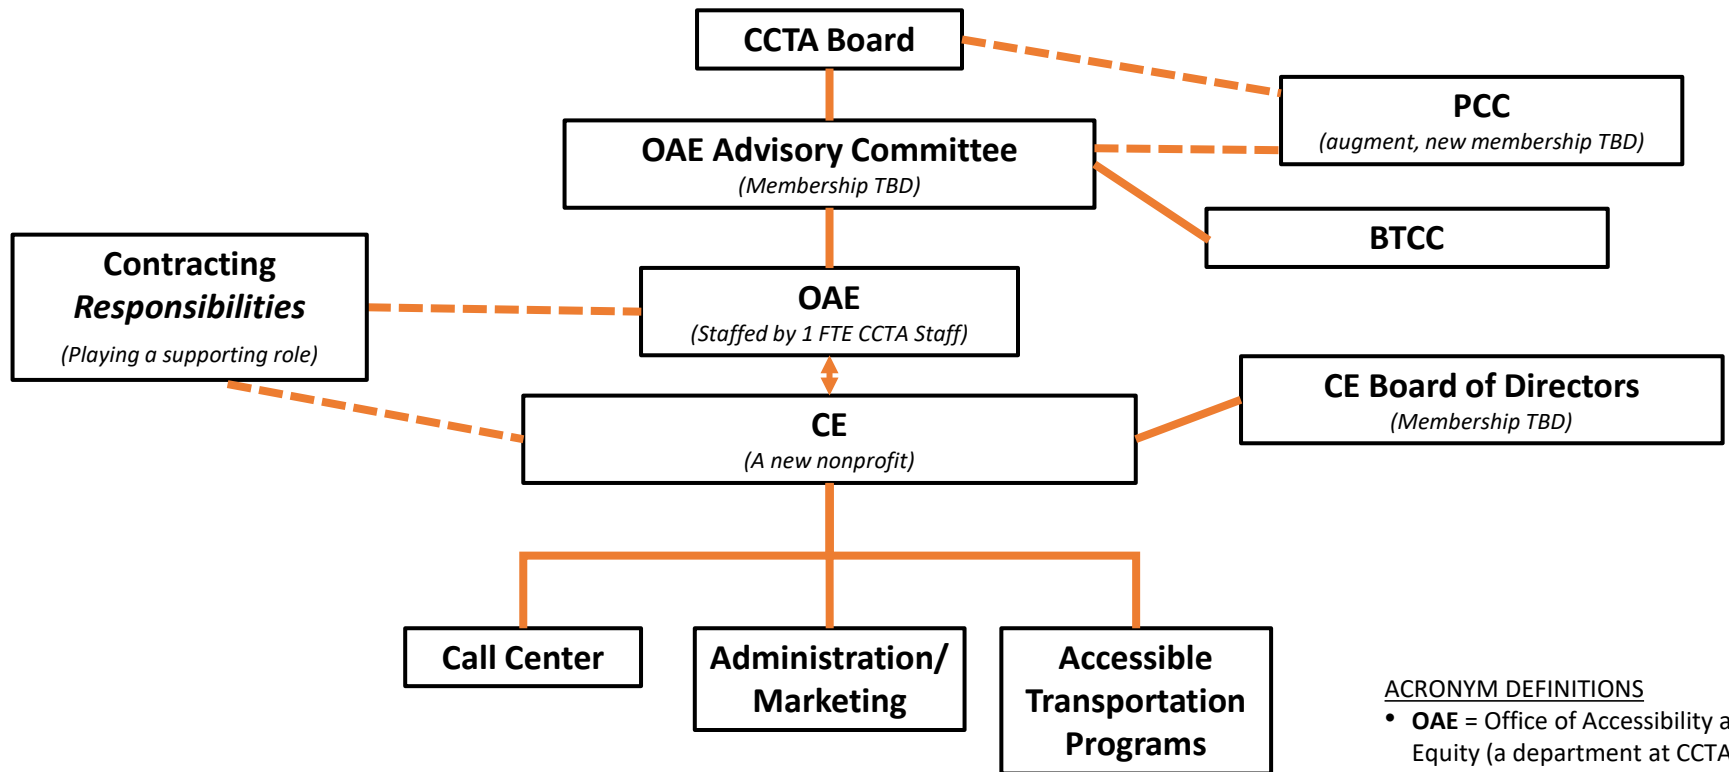 CCTA Board
PCC
(augment, new membership TBD)
OAE Advisory Committee
(Membership TBD)
BTCC
Contracting
Responsibilities
(Playing a supporting role)
OAE
(Staffed by 1 FTE CCTA Staff)
CE Board of Directors
(Membership TBD)
CE
(A new nonprofit)
Call Center
Administration/
Marketing
Accessible
Transportation
Programs
ACRONYM DEFINITIONS
• OAE = Office of Accessibility
Equity (a department at CCTA